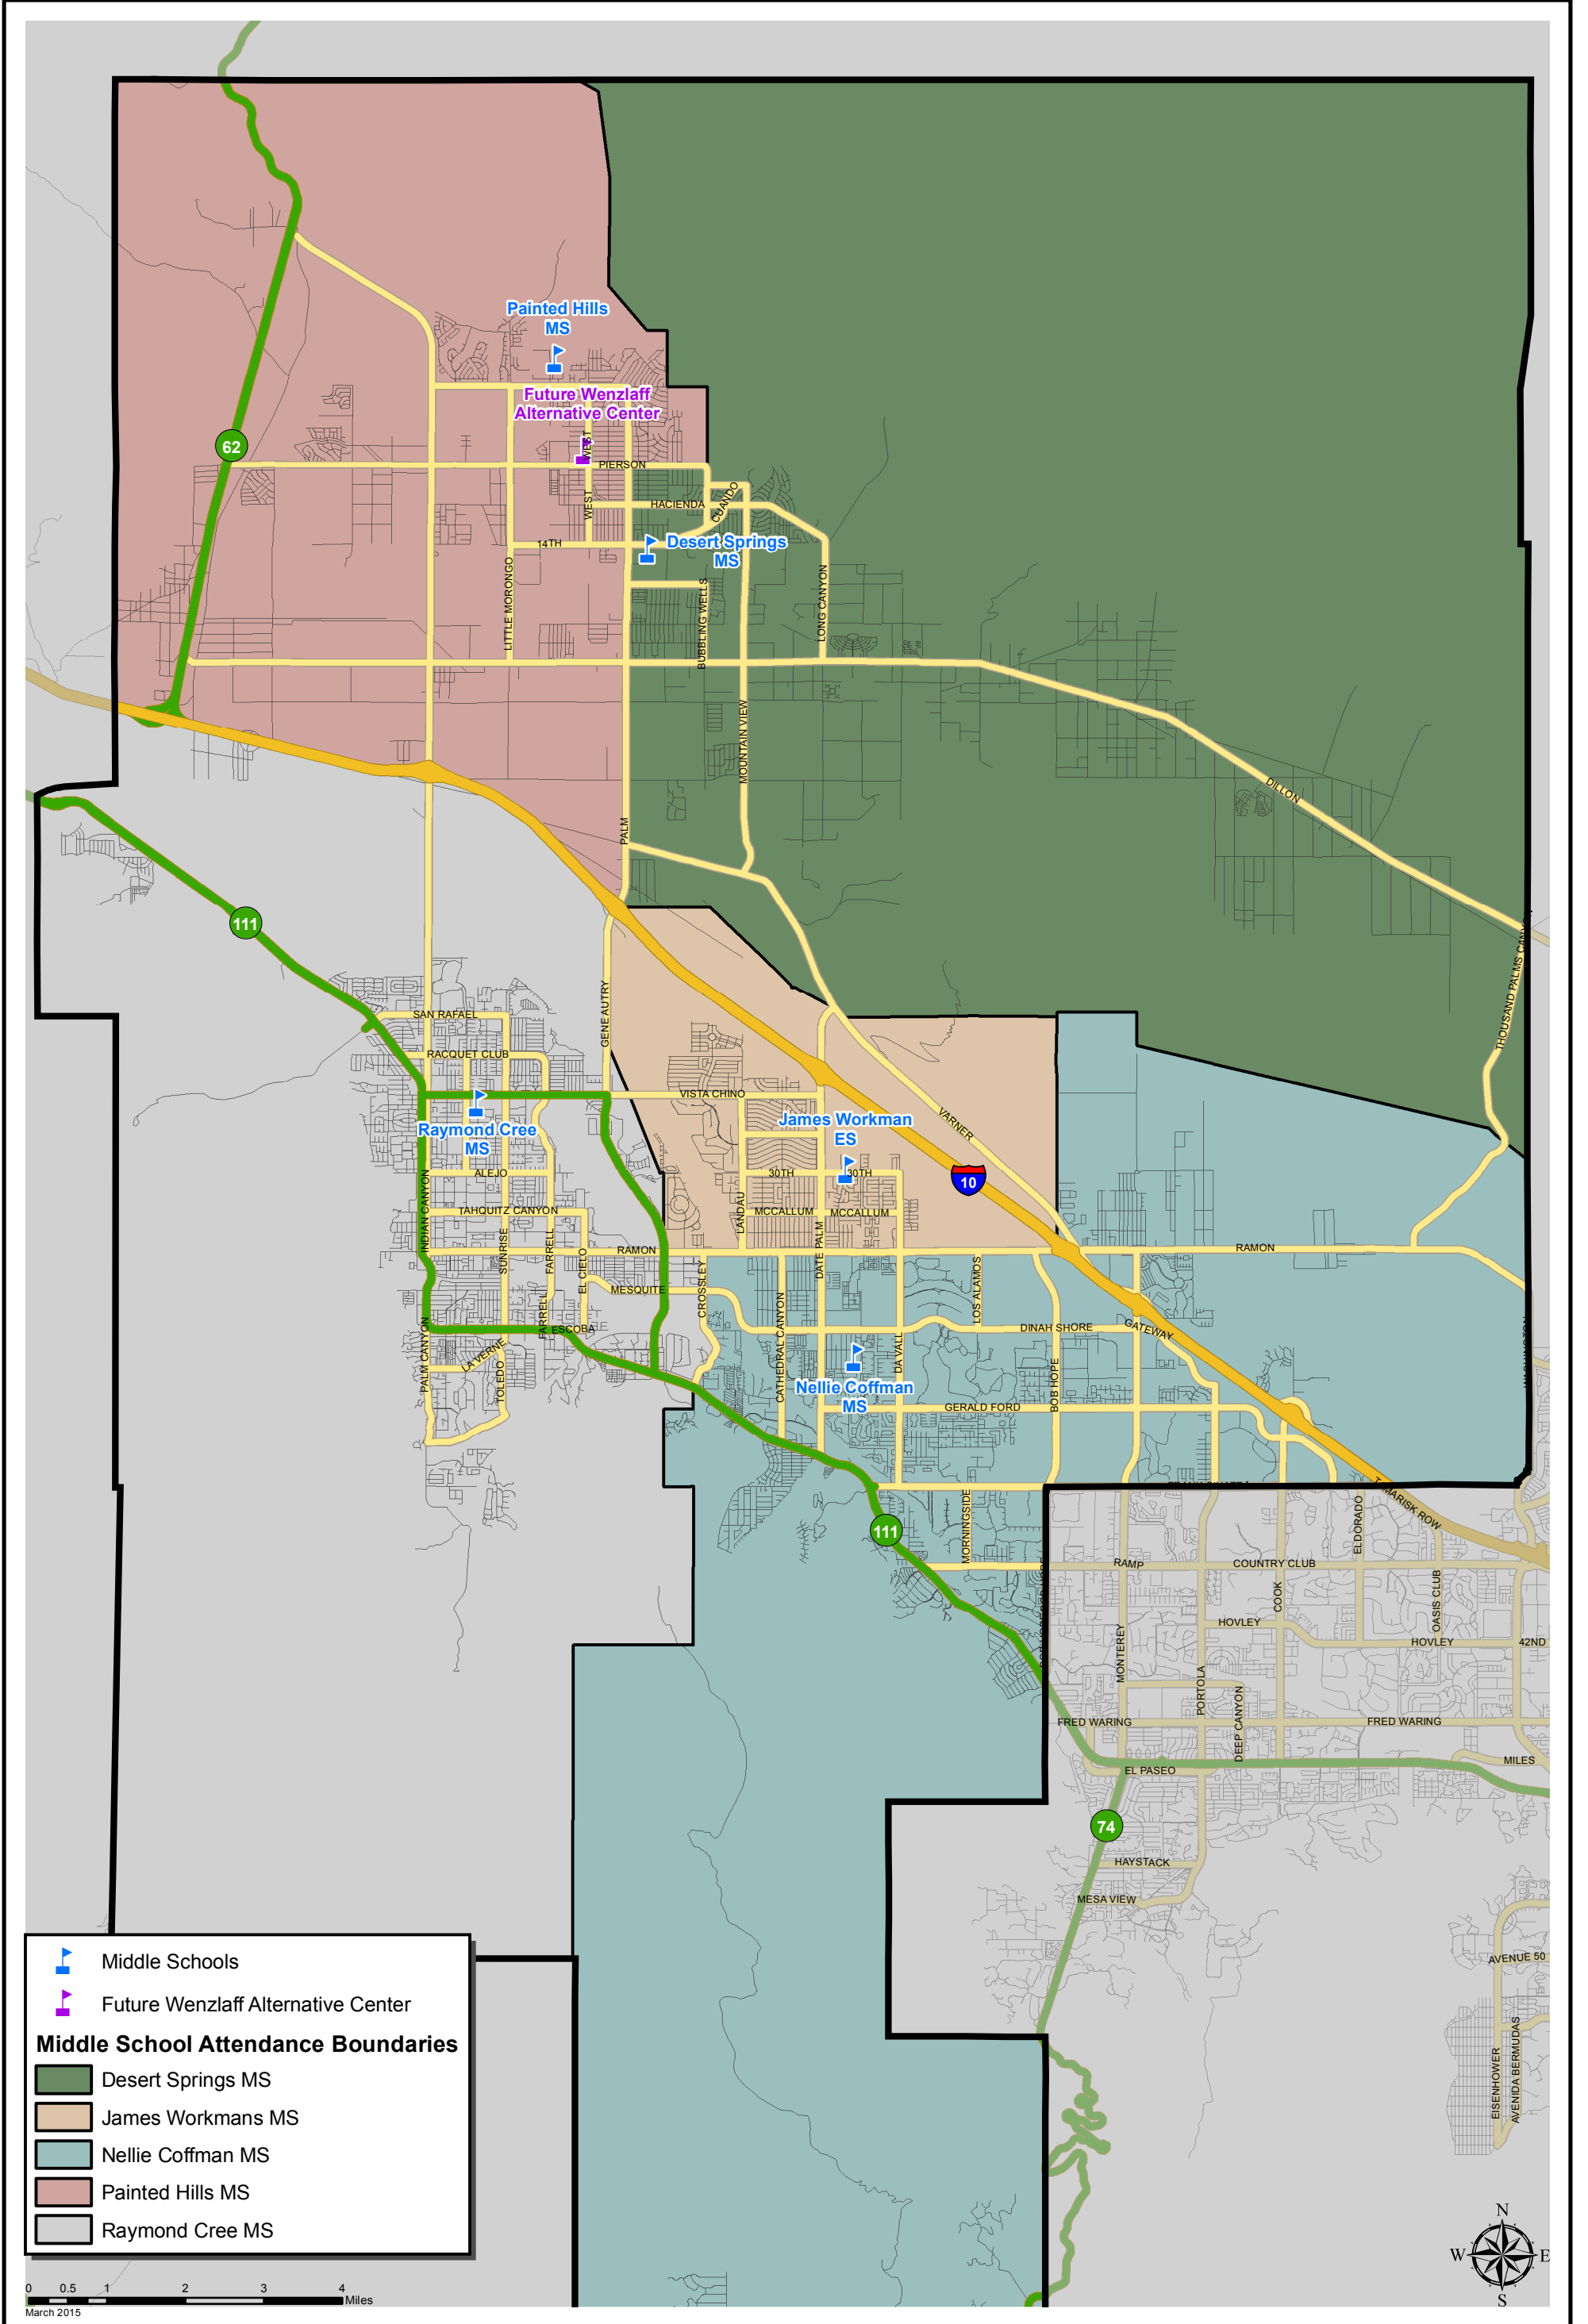 Painted Hills
MS
Future Wenzlaff
Alternative Center
62
WEST
PIERSON
WEST
HACIENDA
CUANDO
14TH
Desert Springs
MS
LITTLE MORONGO
BUBBLING WELLS
LONG CANYON
MOUNTAIN VIEW
DILLON
PALM
111
THOUSAND PALMS CANYON
GENE AUTRY
SAN RAFAEL
RACQUET CLUB
VISTA CHINO
Raymond Cree
MS
James Workman
ES
VARNER
ALEJO
30TH
30TH
10
INDIAN CANYON
TAHQUITZ CANYON
LANDAU
MCCALLUM
MCCALLUM
SUNRISE
FARRELL
EL CIELO
RAMON
DATE PALM
RAMON
MESQUITE
CROSSLEY
LOS ALAMOS
CATHEDRAL CANYON
FARRELL
ESCOBA
DINAH SHORE
GATEWAY
PALM CANYON
LA VERNE
TOLEDO
DA VALL
BOB HOPE
Nellie Coffman
MS
GERALD FORD
TAMARISK ROW
111
MORNINGSIDE
ELDORADO
RAMP
COUNTRY CLUB
COOK
OASIS CLUB
HOVLEY
HOVLEY
42ND
MONTEREY
PORTOLA
DEEP CANYON
FRED WARING
FRED WARING
MILES
EL PASEO
74
HAYSTACK
MESA VIEW
AVENUE 50
EISENHOWER
AVENIDA BERMUDAS
Middle Schools
Future Wenzlaff Alternative Center
Middle School Attendance Boundaries
Desert Springs MS
James Workmans MS
Nellie Coffman MS
Painted Hills MS
Raymond Cree MS
N
W E
S
0 0.5 1 2 3 4
Miles
March 2015